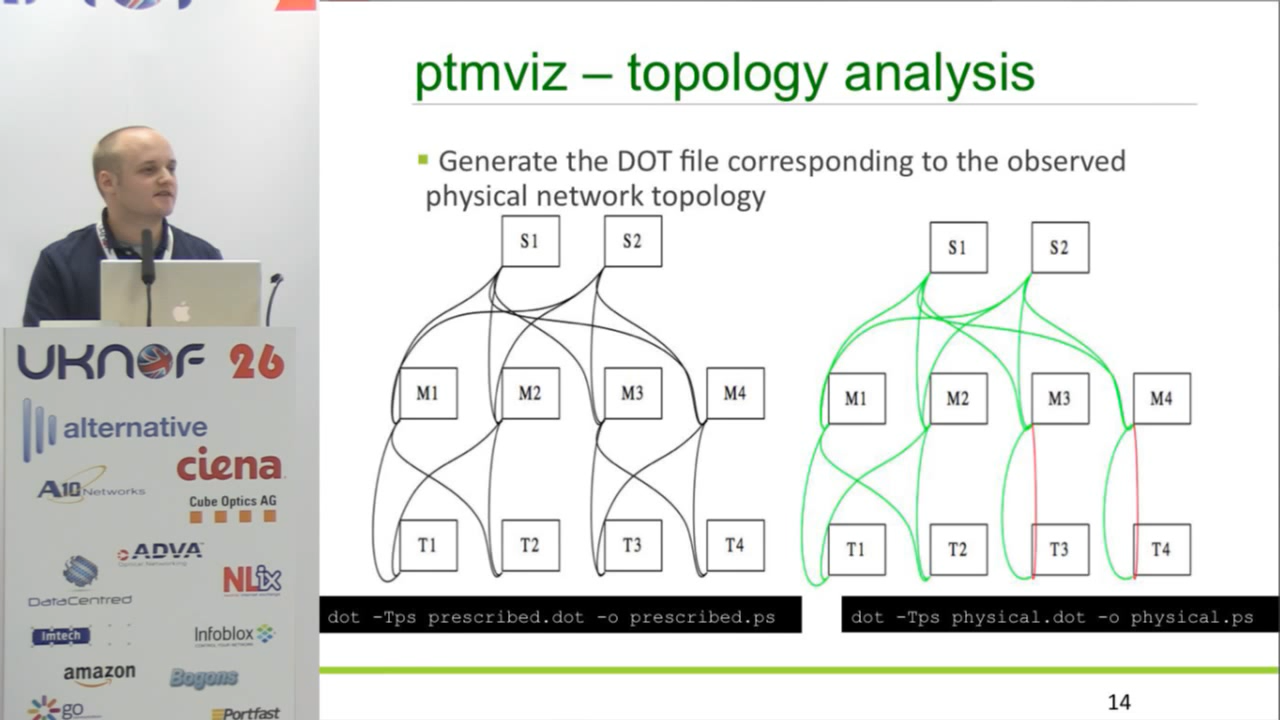 ptmviz – topology analysis
Generate the DOT file corresponding to the observed
physical network topology
S1 S2
M1 M2 M3 M4
T1 T2 T3 T4
dot -Tps prescribed.dot -o prescribed.ps
S1 S2
M1 M2 M3 M4
T1 T2 T3 T4
dot -Tps physical.dot -o physical.ps
14
UKNOF 26
alternative
ciena
A10 Networks
Cube Optics AG
ADVA
Optical Networking
DataCentred
NLix
Imtech
Infoblox
amazon
Bogons
go
Portfast